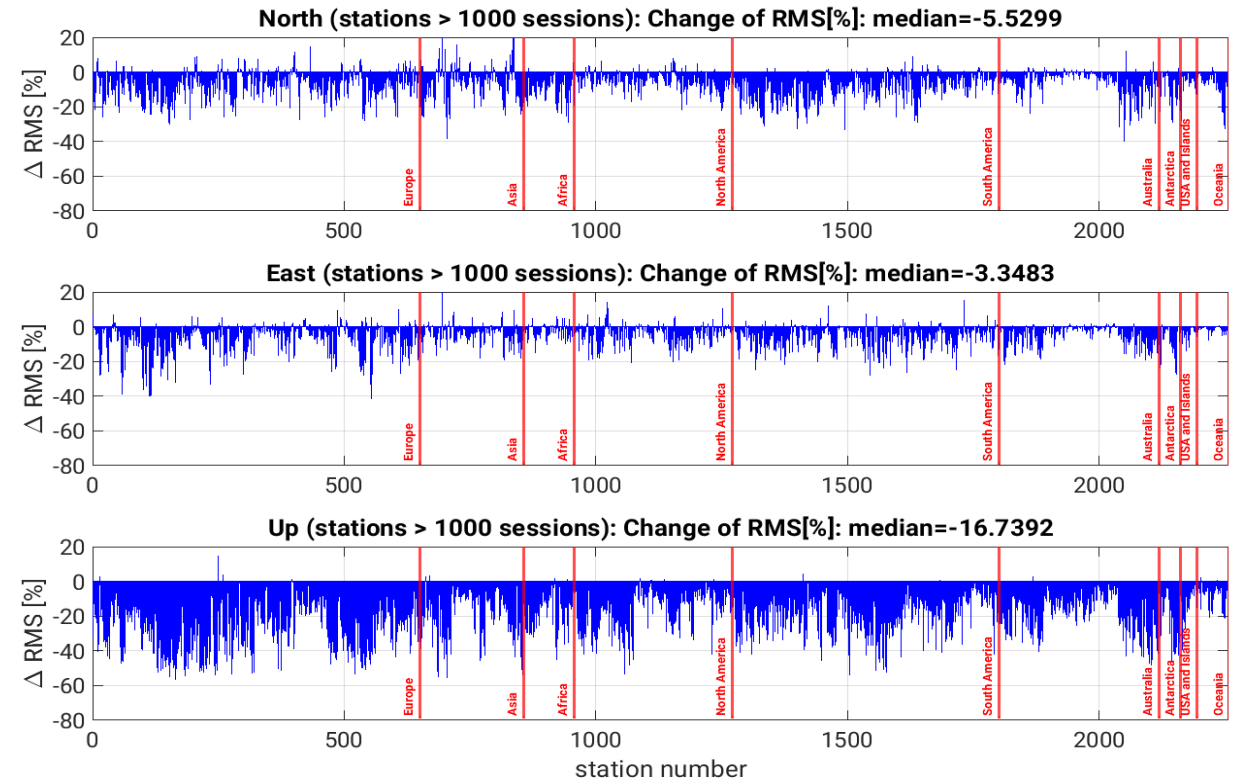 North (stations > 1000 sessions): Change of RMS[%]: median=-5.5299
Δ RMS [%]
20
0
-20
-40
-60
-80
Europe
Asia
Africa
North America
South America
Australia
Antarctica
USA and Islands
Oceania
0 500 1000 1500 2000
East (stations > 1000 sessions): Change of RMS[%]: median=-3.3483
Δ RMS [%]
20
0
-20
-40
-60
-80
Europe
Asia
Africa
North America
South America
Australia
Antarctica
USA and Islands
Oceania
0 500 1000 1500 2000
Up (stations > 1000 sessions): Change of RMS[%]: median=-16.7392
Δ RMS [%]
20
0
-20
-40
-60
-80
Europe
Asia
Africa
North America
South America
Australia
Antarctica
USA and Islands
Oceania
0 500 1000 1500 2000
station number